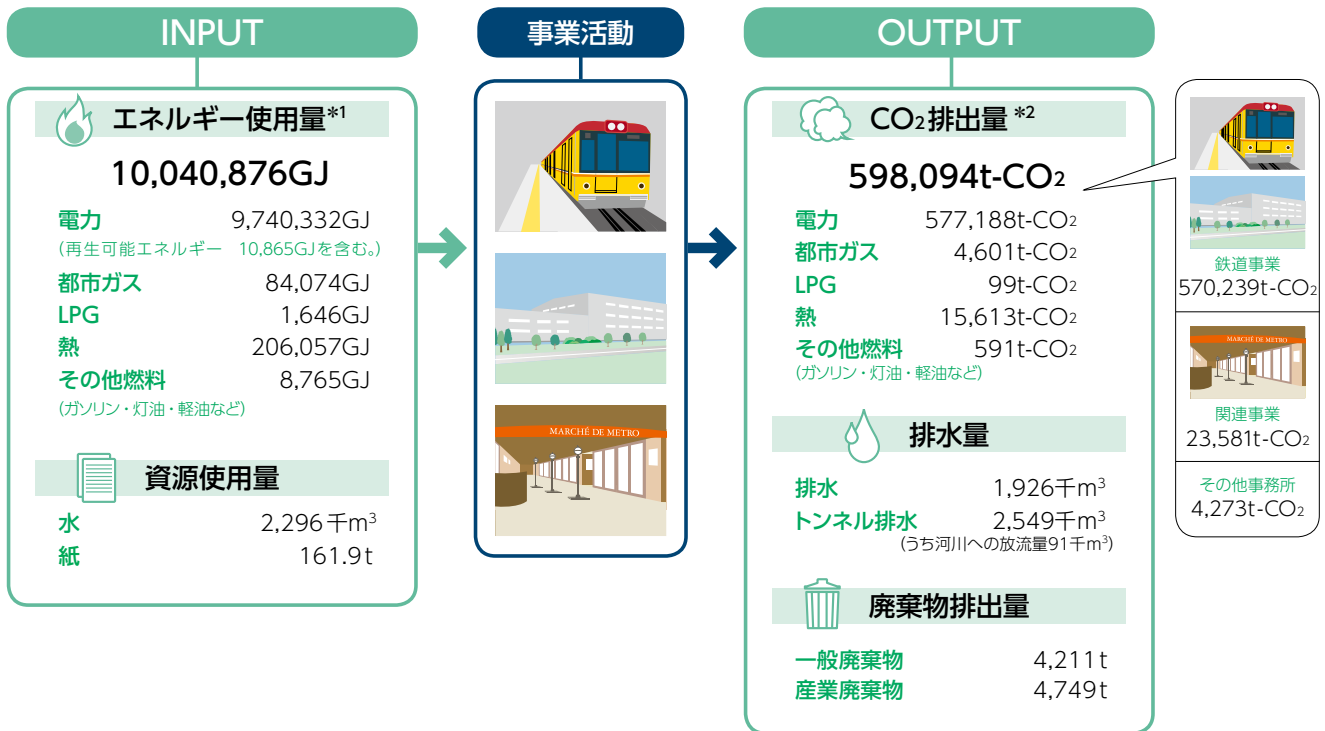 INPUT
エネルギー使用量*1
10,040,876GJ
電力 9,740,332GJ
(再生可能エネルギー 10,865GJを含む。)
都市ガス 84,074GJ
LPG 1,646GJ
熱 206,057GJ
その他燃料 8,765GJ
(ガソリン・灯油・軽油など)
資源使用量
水 2,296千m³
紙 161.9t
事業活動
MARCHÉ DE METRO
OUTPUT
CO₂排出量*2
598,094t-CO₂
電力 577,188t-CO₂
都市ガス 4,601t-CO₂
LPG 99t-CO₂
熱 15,613t-CO₂
その他燃料 591t-CO₂
(ガソリン・灯油・軽油など)
排水量
排水 1,926千m³
トンネル排水 2,549千m³
(うち河川への放流量91千m³)
廃棄物排出量
一般廃棄物 4,211t
産業廃棄物 4,749t
鉄道事業
570,239t-CO₂
MARCHÉ DE METRO
関連事業
23,581t-CO₂
その他事務所
4,273t-CO₂